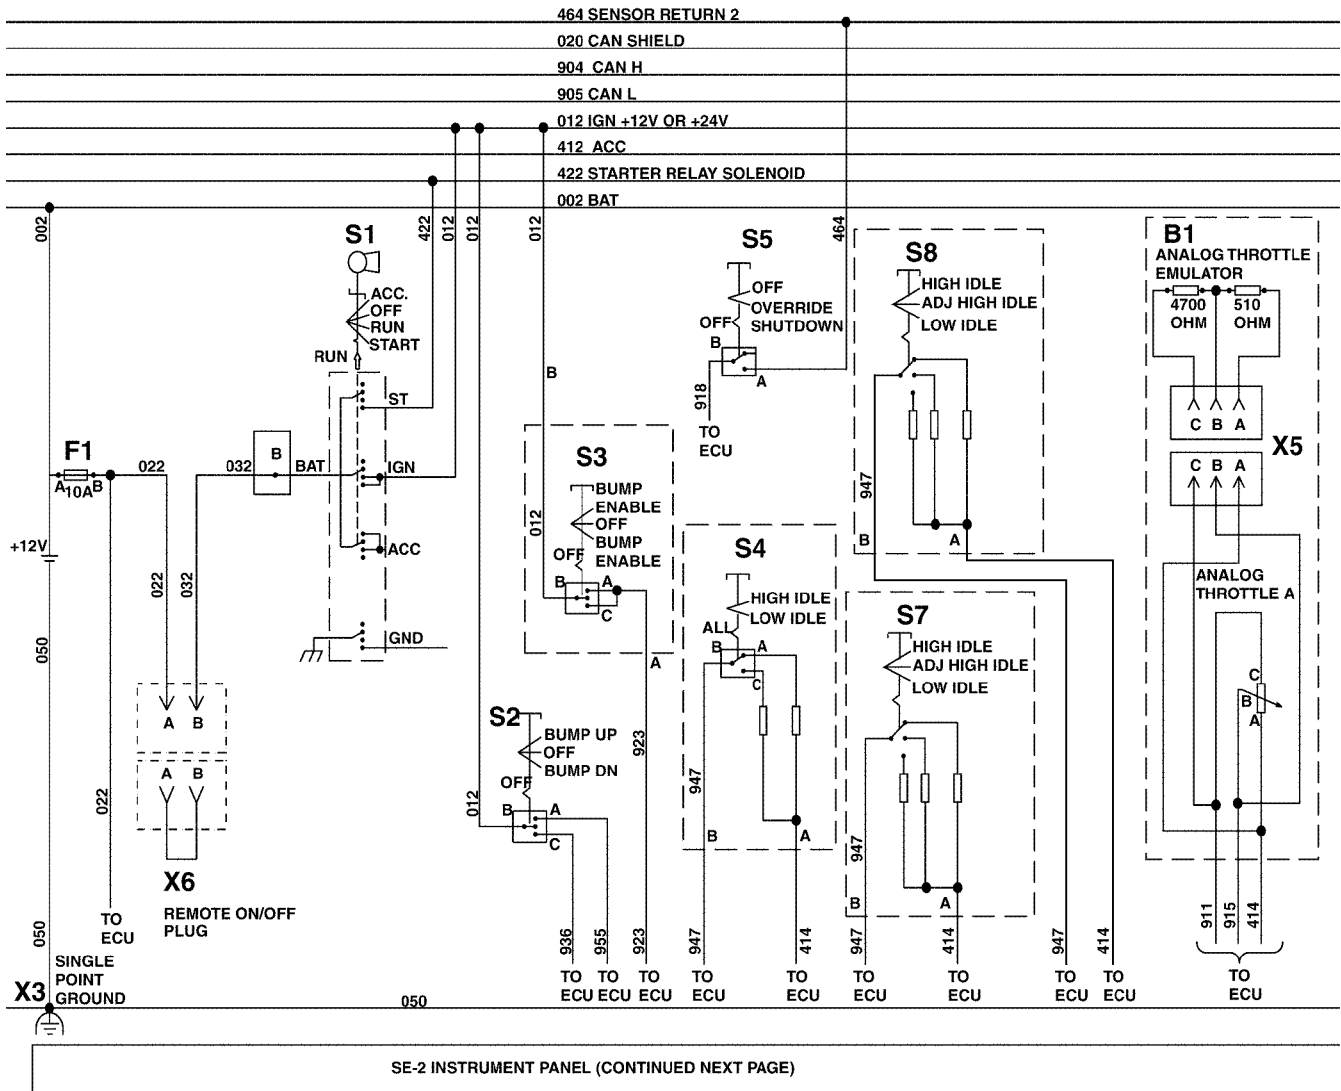 464 SENSOR RETURN 2
020 CAN SHIELD
904 CAN H
905 CAN L
012 IGN +12V OR +24V
412 ACC
422 STARTER RELAY SOLENOID
002 BAT
002
422
012
012
012
464
S1
ACC.
OFF
RUN
START
RUN
ST
BAT
IGN
ACC
GND
F1
A 10A B
022
032
B
+12V
022
032
050
022
050
A B
A B
X6
REMOTE ON/OFF
PLUG
TO
ECU
X3
SINGLE
POINT
GROUND
050
B
S3
BUMP
ENABLE
OFF
BUMP
ENABLE
OFF
012
B
A
C
A
923
S2
BUMP UP
OFF
BUMP DN
OFF
012
B
A
C
936
955
923
TO
ECU
TO
ECU
TO
ECU
S5
OFF
OVERRIDE
SHUTDOWN
OFF
B
A
918
TO
ECU
S4
HIGH IDLE
LOW IDLE
ALL
B
A
C
947
B
A
947
414
TO
ECU
TO
ECU
S8
HIGH IDLE
ADJ HIGH IDLE
LOW IDLE
947
B
A
S7
HIGH IDLE
ADJ HIGH IDLE
LOW IDLE
947
B
A
947
414
TO
ECU
TO
ECU
947
414
TO
ECU
TO
ECU
B1
ANALOG THROTTLE
EMULATOR
4700
OHM
510
OHM
C B A
X5
C B A
ANALOG
THROTTLE A
C
B
A
911
915
414
TO
ECU
SE-2 INSTRUMENT PANEL (CONTINUED NEXT PAGE)